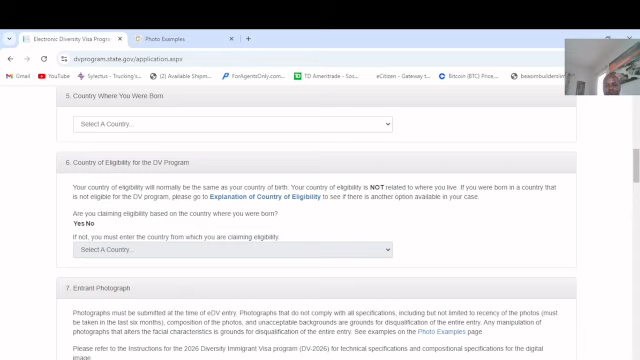 Electronic Diversity Visa Progra
Photo Examples
dvprogram.state.gov/application.aspx
Gmail
YouTube
Sylectus - Trucking's...
(2) Available Shipm...
ForAgentsOnly.com...
TD Ameritrade - For...
eCitizen - Gateway t...
Bitcoin (BTC) Price,...
beawombuilderslim
5. Country Where You Were Born
Select A Country...
6. Country of Eligibility for the DV Program
Your country of eligibility will normally be the same as your country of birth. Your country of eligibility is NOT related to where you live. If you were born in a country that
is not eligible for the DV program, please go to Explanation of Country of Eligibility to see if there is another option available in your case.
Are you claiming eligibility based on the country where you were born?
Yes No
If not, you must enter the country from which you are claiming eligibility.
Select A Country...
7. Entrant Photograph
Photographs must be submitted at the time of eDV entry. Photographs that do not comply with all specifications, including but not limited to recency of the photos (must
be taken in the last six months), composition of the photos, and unacceptable backgrounds are grounds for disqualification of the entire entry. Any manipulation of
photographs that alters the facial characteristics is grounds for disqualification of the entire entry. See examples on the Photo Examples page.
Please refer to the Instructions for the 2026 Diversity Immigrant Visa program (DV-2026) for technical specifications and compositional specifications for the digital
image.